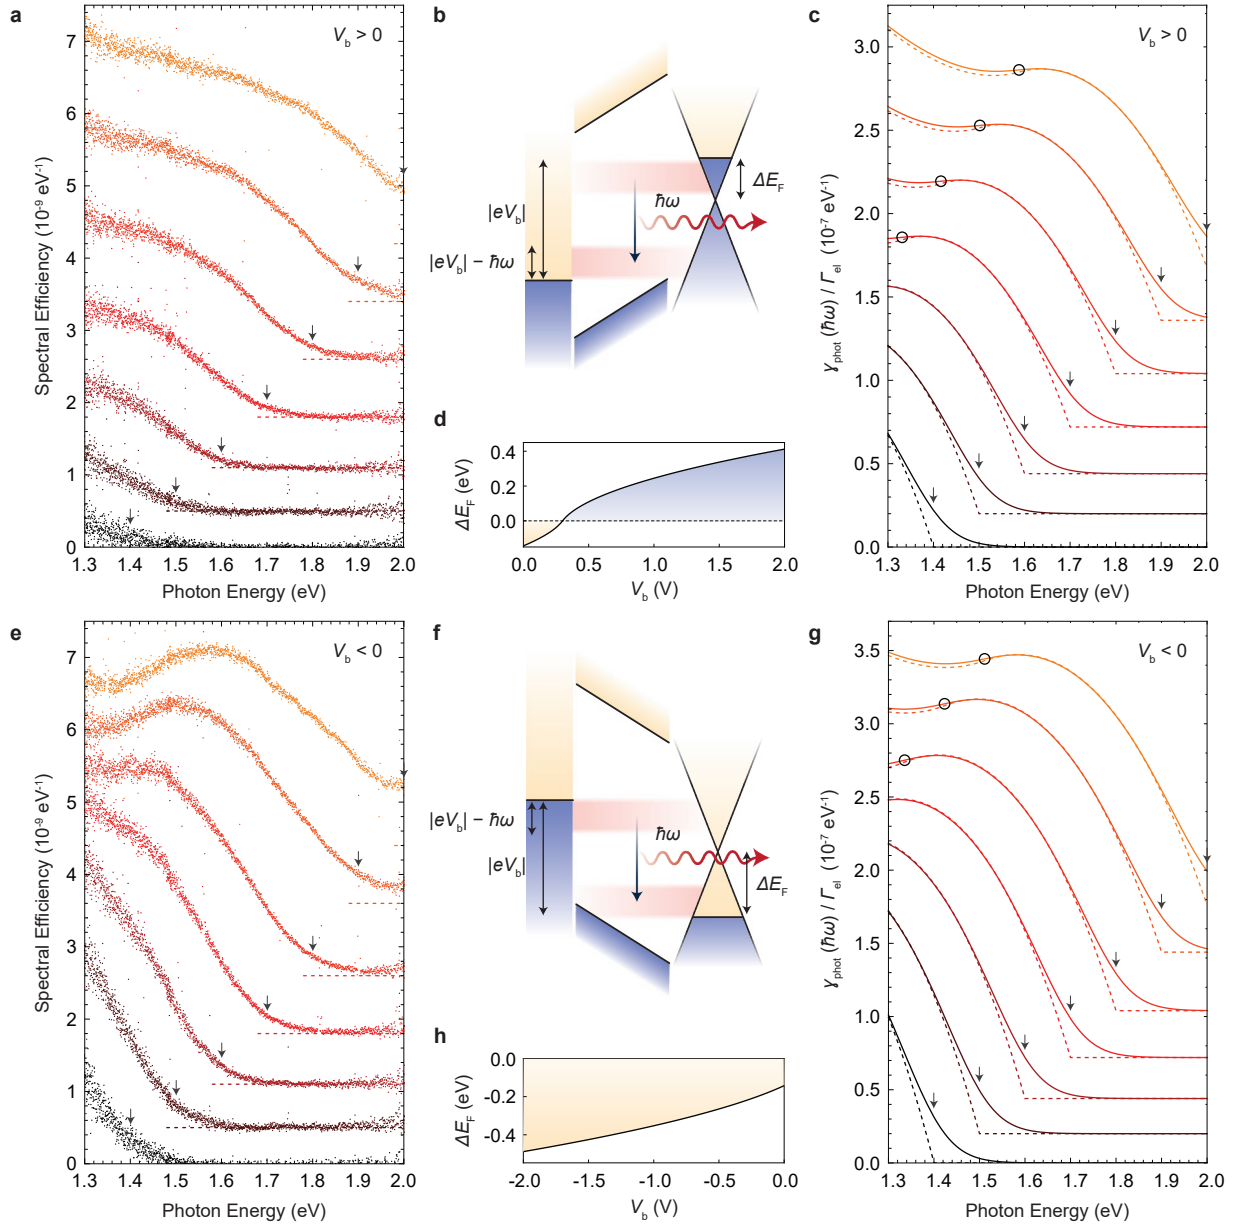 a
V_b > 0
7
6
5
4
3
2
1
0
Spectral Efficiency (10⁻⁹ eV⁻¹)
1.3 1.4 1.5 1.6 1.7 1.8 1.9 2.0
Photon Energy (eV)
b
|eV_b|
|eV_b| − ħω
ħω
ΔE_F
c
V_b > 0
3.0
2.5
2.0
1.5
1.0
0.5
0.0
γ_phot (ħω) / Γ_el (10⁻⁷ eV⁻¹)
1.3 1.4 1.5 1.6 1.7 1.8 1.9 2.0
Photon Energy (eV)
d
0.4
0.2
0.0
ΔE_F (eV)
0.0 0.5 1.0 1.5 2.0
V_b (V)
e
V_b < 0
7
6
5
4
3
2
1
0
Spectral Efficiency (10⁻⁹ eV⁻¹)
1.3 1.4 1.5 1.6 1.7 1.8 1.9 2.0
Photon Energy (eV)
f
|eV_b| − ħω
|eV_b|
ħω
ΔE_F
g
V_b < 0
3.5
3.0
2.5
2.0
1.5
1.0
0.5
0.0
γ_phot (ħω) / Γ_el (10⁻⁷ eV⁻¹)
1.3 1.4 1.5 1.6 1.7 1.8 1.9 2.0
Photon Energy (eV)
h
0.0
-0.2
-0.4
ΔE_F (eV)
-2.0 -1.5 -1.0 -0.5 0.0
V_b (V)